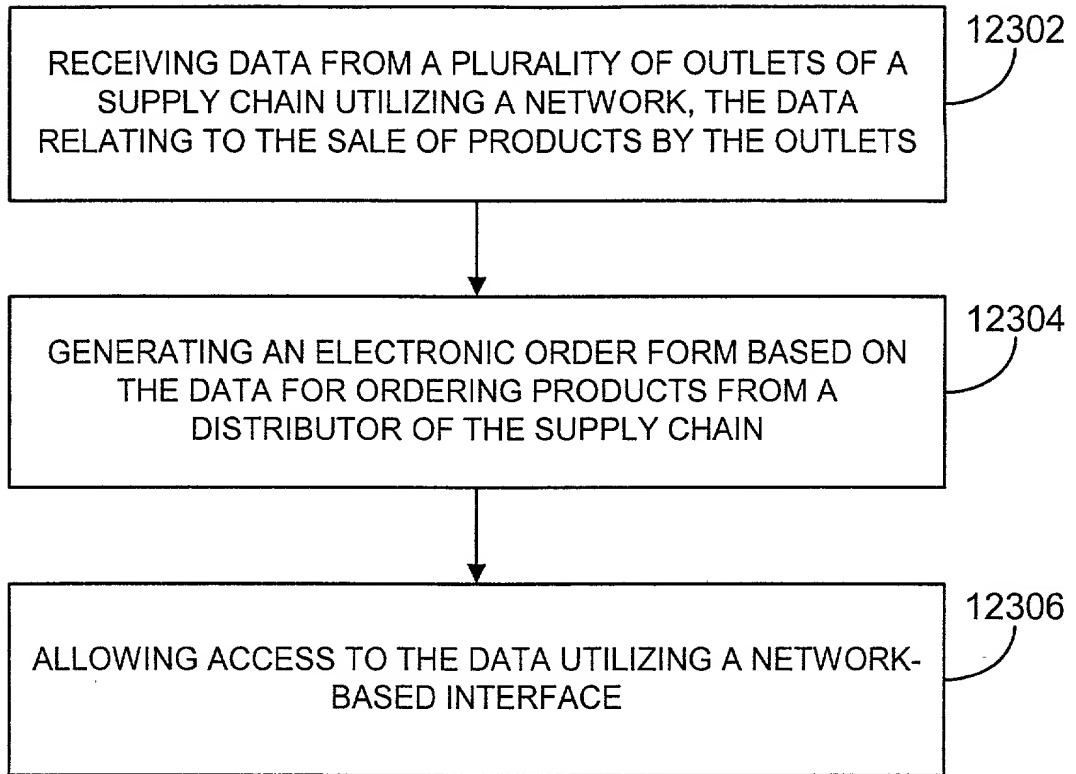 12302
RECEIVING DATA FROM A PLURALITY OF OUTLETS OF A
SUPPLY CHAIN UTILIZING A NETWORK, THE DATA
RELATING TO THE SALE OF PRODUCTS BY THE OUTLETS
12304
GENERATING AN ELECTRONIC ORDER FORM BASED ON
THE DATA FOR ORDERING PRODUCTS FROM A
DISTRIBUTOR OF THE SUPPLY CHAIN
12306
ALLOWING ACCESS TO THE DATA UTILIZING A NETWORK-
BASED INTERFACE